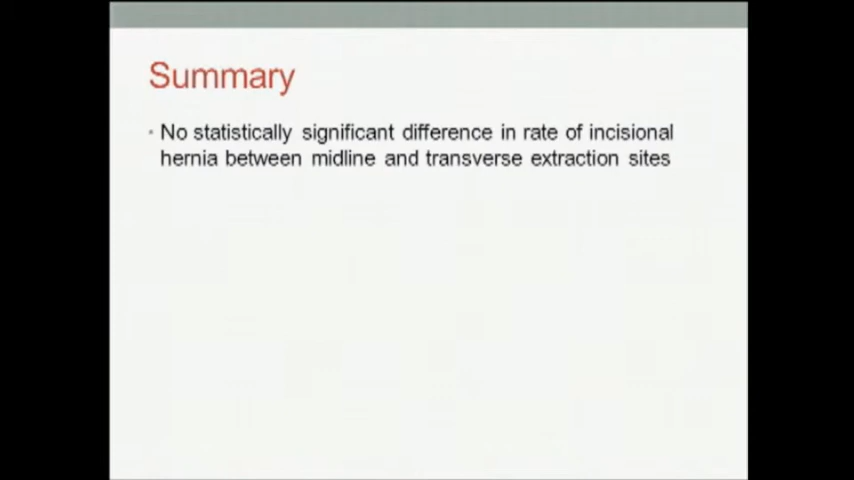 Summary
• No statistically significant difference in rate of incisional
hernia between midline and transverse extraction sites